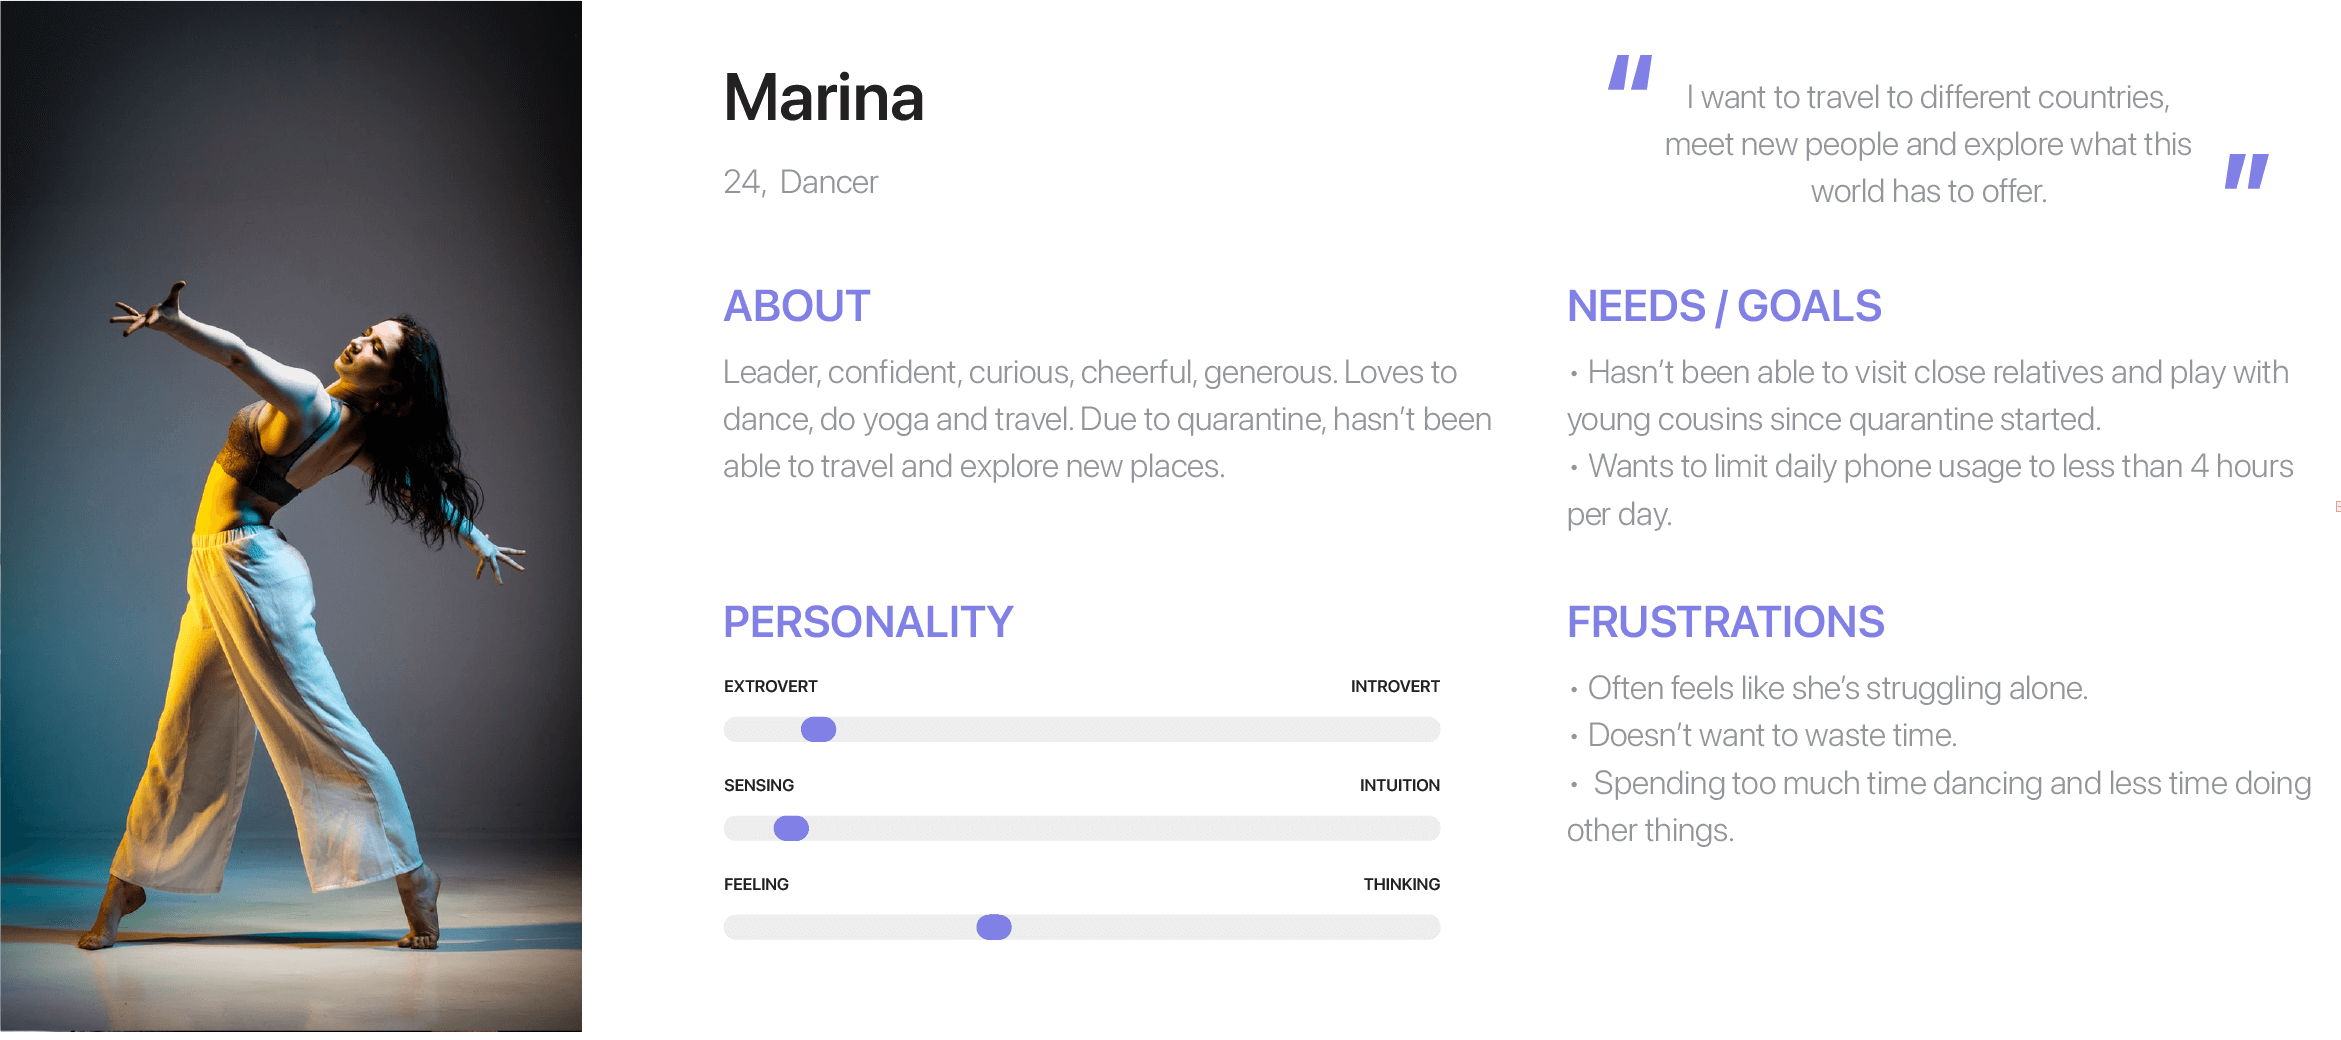 Marina
24,  Dancer
" I want to travel to different countries,
meet new people and explore what this
world has to offer. "
ABOUT
Leader, confident, curious, cheerful, generous. Loves to
dance, do yoga and travel. Due to quarantine, hasn’t been
able to travel and explore new places.
NEEDS / GOALS
• Hasn’t been able to visit close relatives and play with
young cousins since quarantine started.
• Wants to limit daily phone usage to less than 4 hours
per day.
PERSONALITY
EXTROVERT INTROVERT
SENSING INTUITION
FEELING THINKING
FRUSTRATIONS
• Often feels like she’s struggling alone.
• Doesn’t want to waste time.
•  Spending too much time dancing and less time doing
other things.